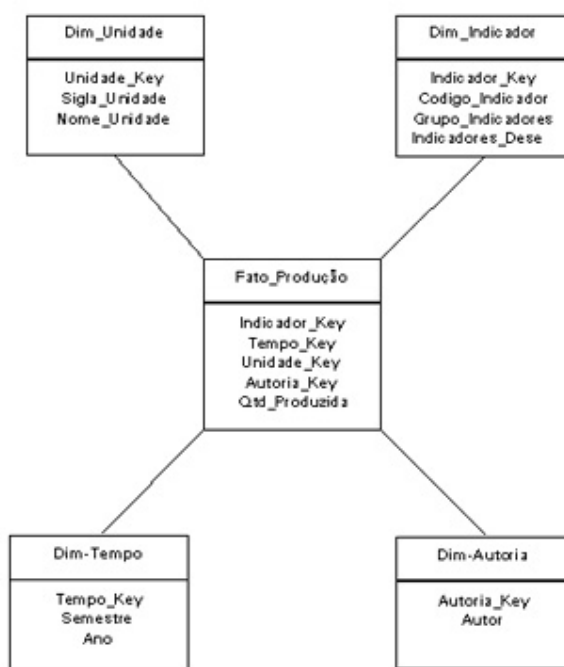 Dim_Unidade
Unidade_Key
Sigla_Unidade
Nome_Unidade
Dim_Indicador
Indicador_Key
Codigo_Indicador
Grupo_Indicadores
Indicadores_Dese
Fato_Produção
Indicador_Key
Tempo_Key
Unidade_Key
Autoria_Key
Qtd_Produzida
Dim-Tempo
Tempo_Key
Semestre
Ano
Dim-Autoria
Autoria_Key
Autor